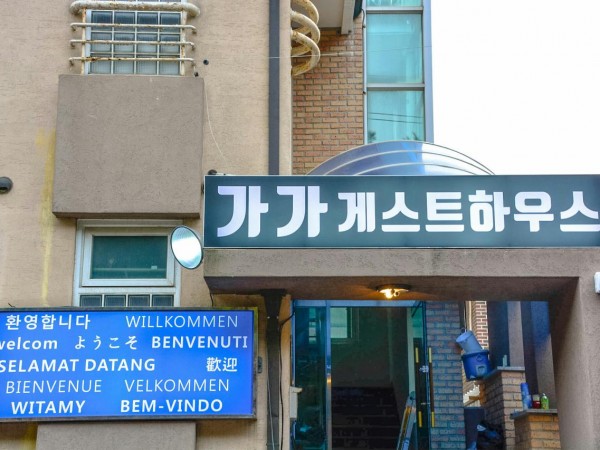 가가 게스트하우스
환영합니다 WILLKOMMEN
welcom ようこそ BENVENUTI
SELAMAT DATANG 歡迎
BIENVENUE VELKOMMEN
WITAMY BEM-VINDO